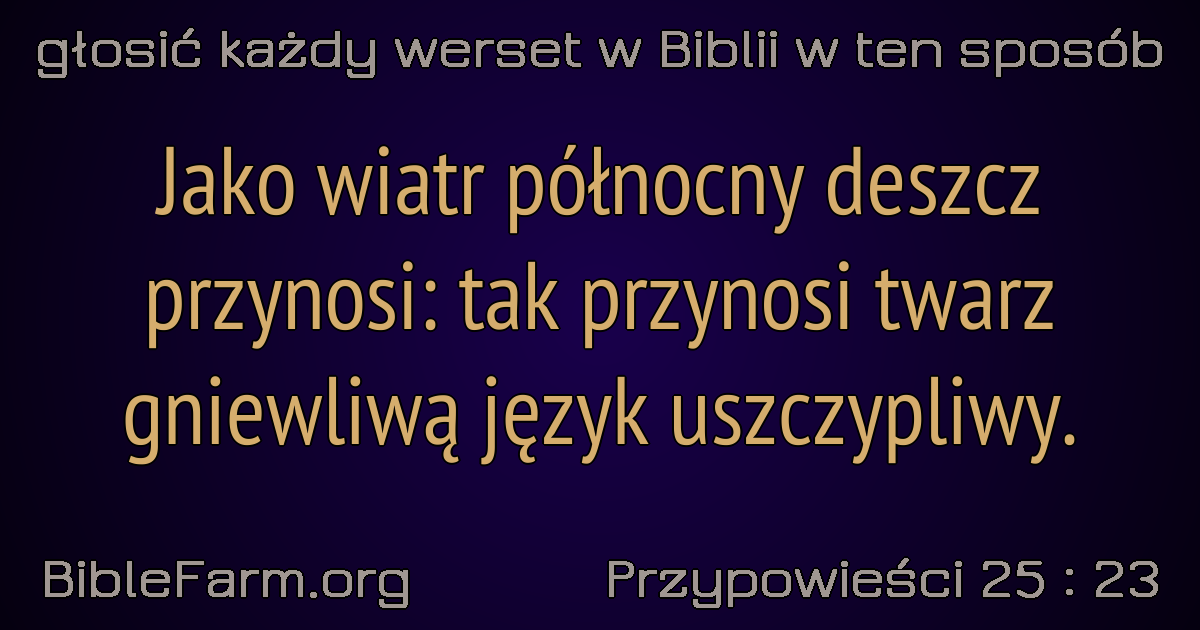 głosić każdy werset w Biblii w ten sposób
Jako wiatr północny deszcz
przynosi: tak przynosi twarz
gniewliwą język uszczypliwy.
BibleFarm.org
Przypowieści 25 : 23